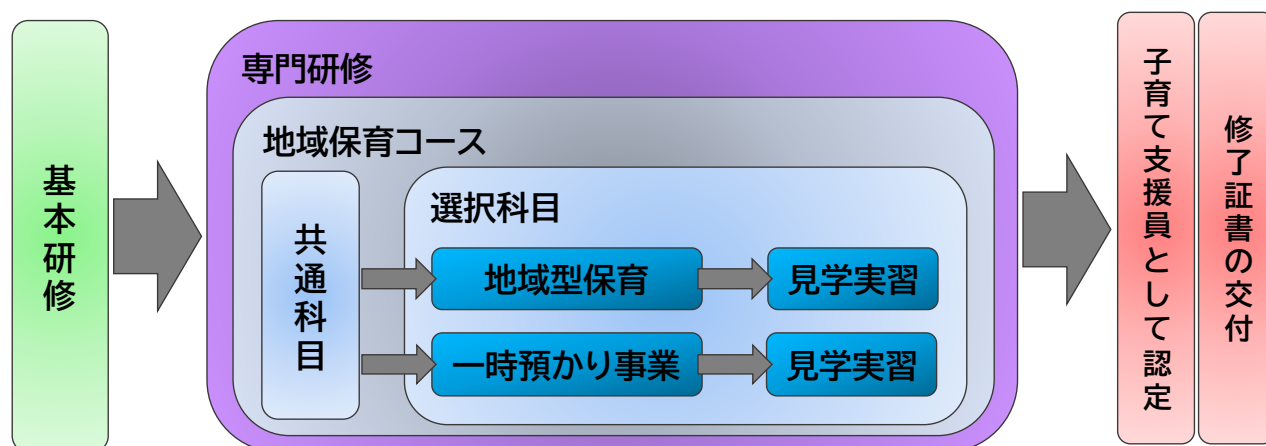 基本研修
専門研修
地域保育コース
共通科目
選択科目
地域型保育
見学実習
一時預かり事業
見学実習
子育て支援員として認定
修了証書の交付